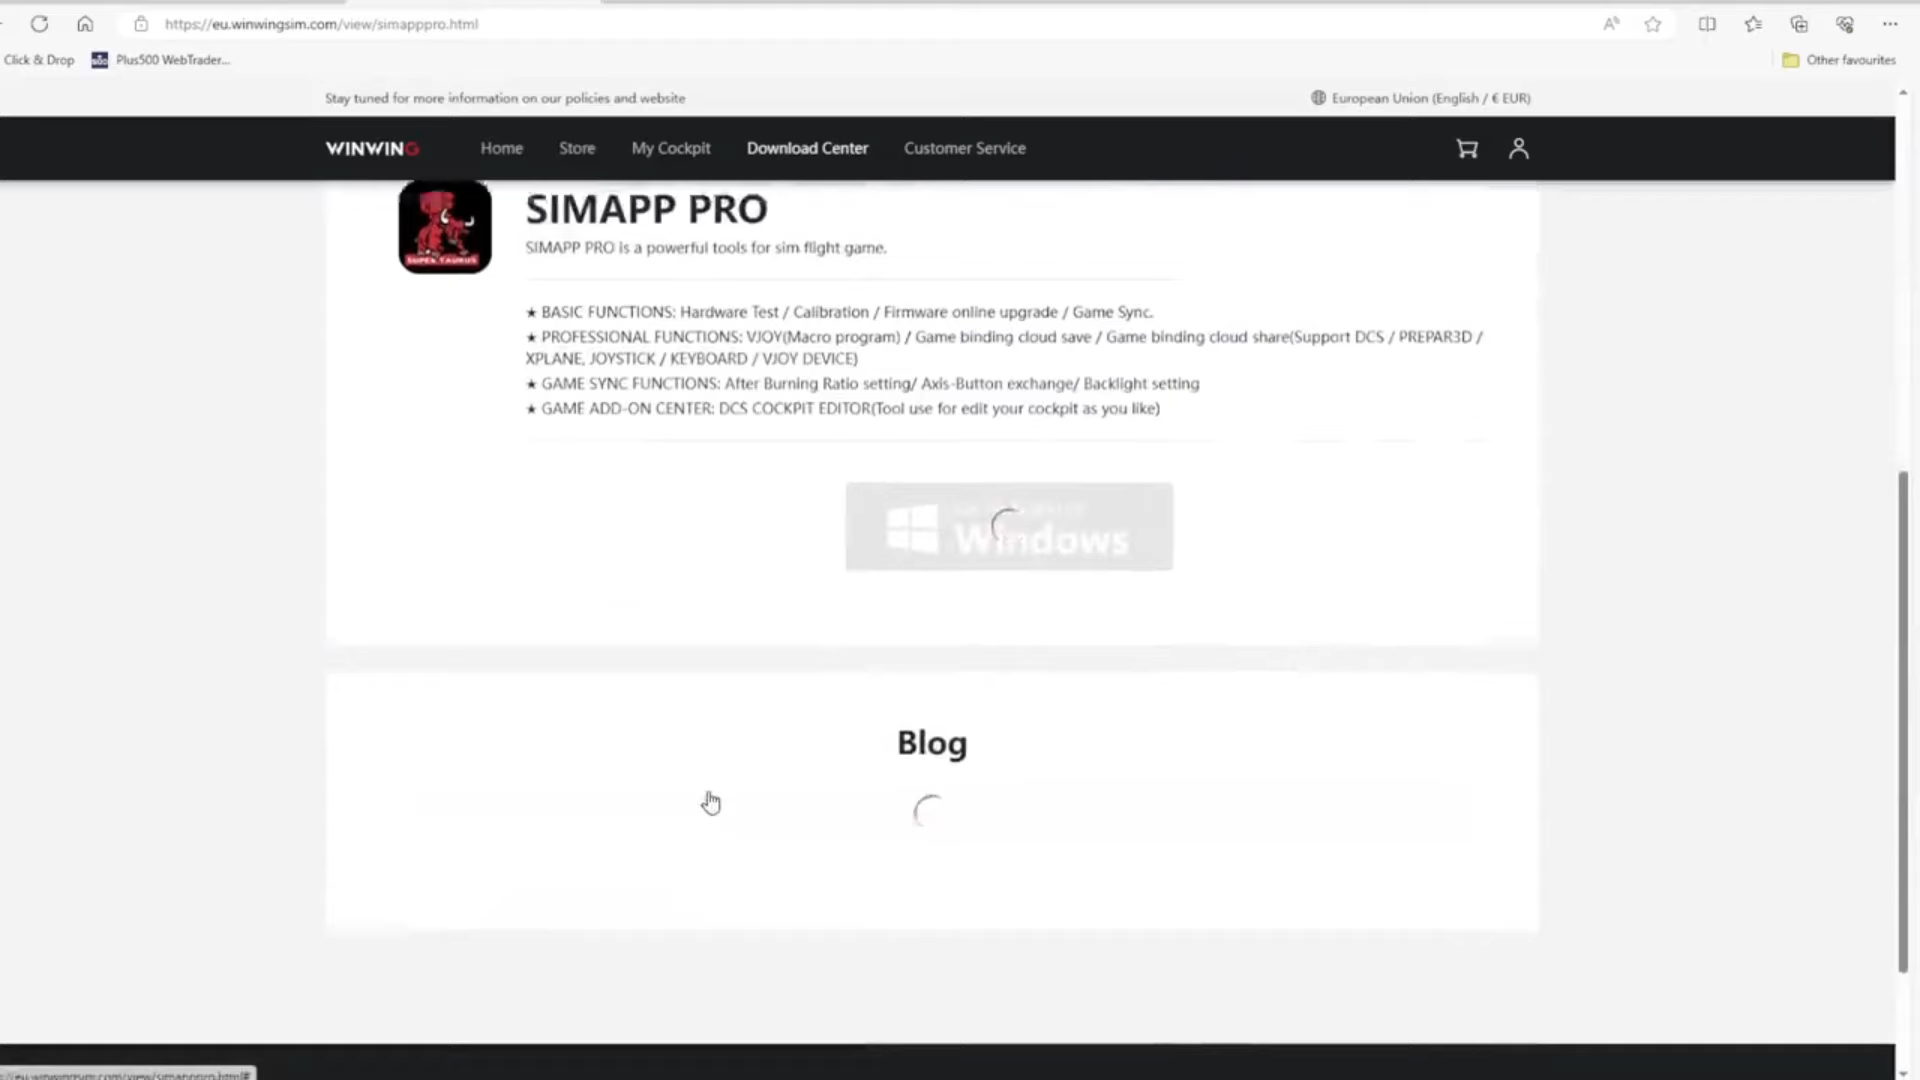 https://eu.winwingsim.com/view/simapppro.html
Click & Drop
Plus500 WebTrader...
Other favourites
Stay tuned for more information on our policies and website
European Union (English / € EUR)
WINWING
Home
Store
My Cockpit
Download Center
Customer Service
SUPER TAURUS
SIMAPP PRO
SIMAPP PRO is a powerful tools for sim flight game.
★ BASIC FUNCTIONS: Hardware Test / Calibration / Firmware online upgrade / Game Sync.
★ PROFESSIONAL FUNCTIONS: VJOY(Macro program) / Game binding cloud save / Game binding cloud share(Support DCS / PREPAR3D /
XPLANE, JOYSTICK / KEYBOARD / VJOY DEVICE)
★ GAME SYNC FUNCTIONS: After Burning Ratio setting/ Axis-Button exchange/ Backlight setting
★ GAME ADD-ON CENTER: DCS COCKPIT EDITOR(Tool use for edit your cockpit as you like)
Windows
Blog